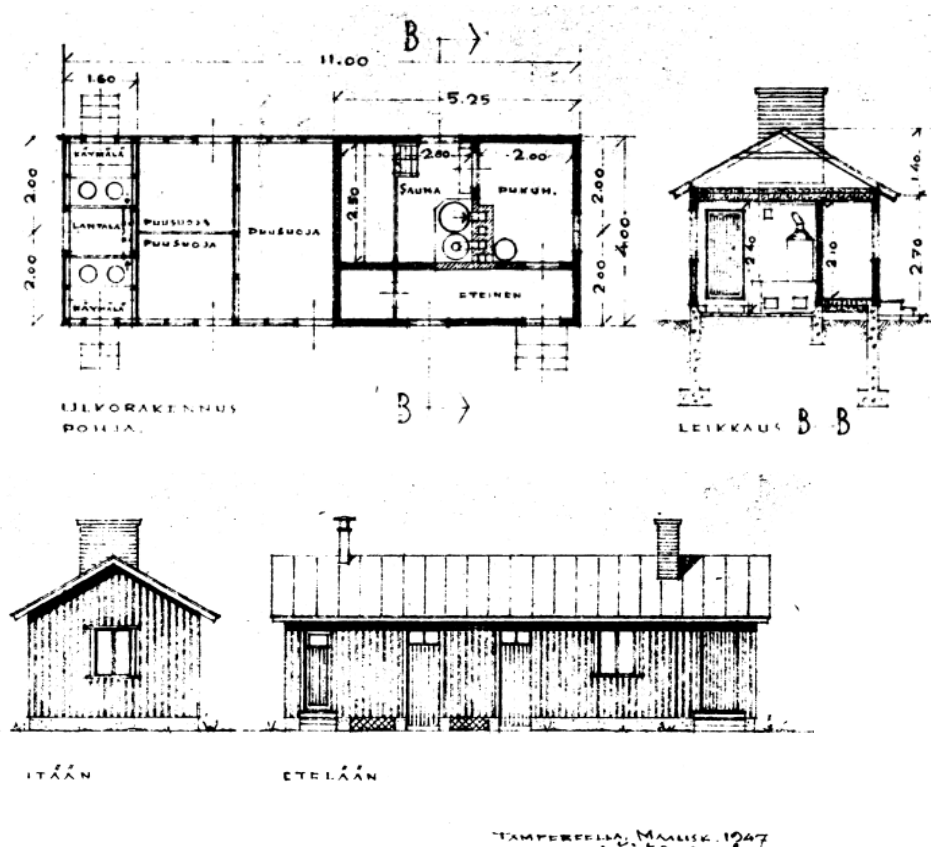 B
11.00
1.60
5.25
KÄYMÄLÄ
2.00
2.00
SAUNA
PUKUH.
2.00
2.50
2.00
4.00
LANTALA
PUUSUOJA
PUUSUOJA
PUUSUOJA
2.00
2.00
KÄYMÄLÄ
ETEINEN
B
ULKORAKENNUS
POHJA.
1.40
2.40
2.10
2.70
LEIKKAUS B-B
ITÄÄN
ETELÄÄN
TAMPEREELLA, MAALISK. 1947